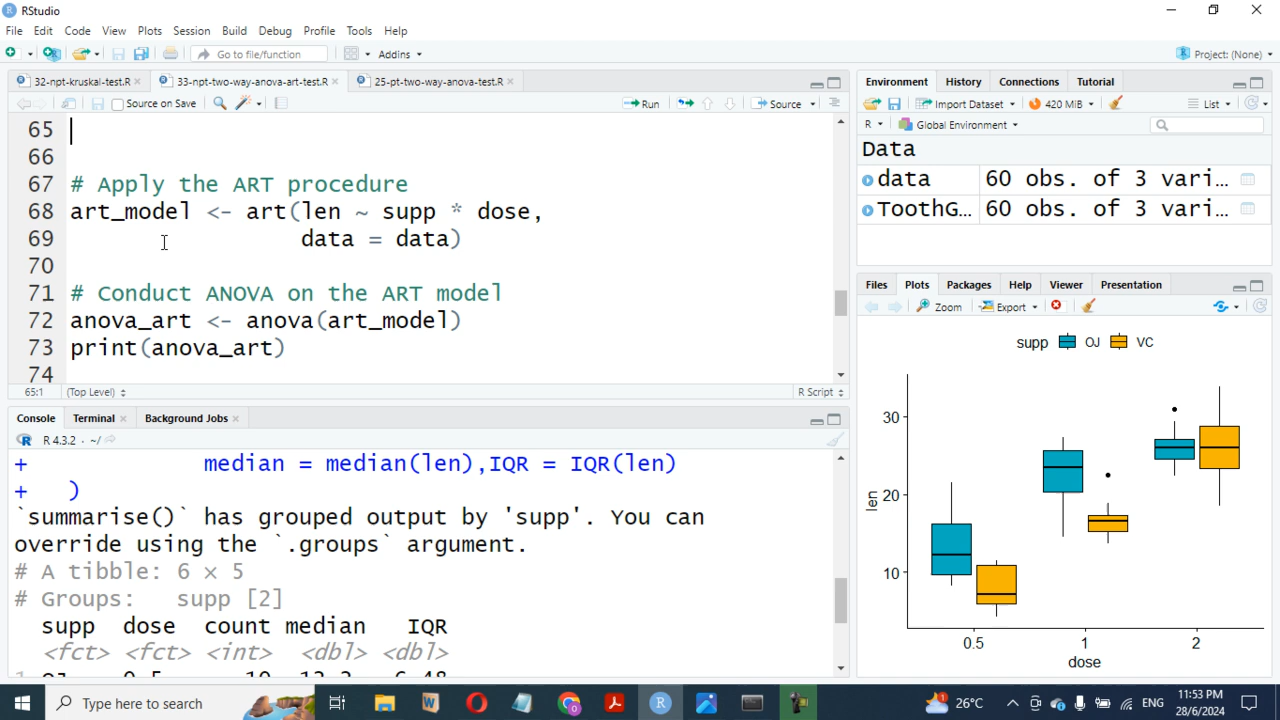 RStudio
File Edit Code View Plots Session Build Debug Profile Tools Help
Go to file/function Addins Project: (None)
32-npt-kruskal-test.R 33-npt-two-way-anova-art-test.R 25-pt-two-way-anova-test.R
Source on Save Run Source
65
66
67 # Apply the ART procedure
68 art_model <- art(len ~ supp * dose,
69 data = data)
70
71 # Conduct ANOVA on the ART model
72 anova_art <- anova(art_model)
73 print(anova_art)
74
65:1 (Top Level) R Script
Console Terminal Background Jobs
R 4.3.2 · ~/
+ median = median(len),IQR = IQR(len)
+ )
`summarise()` has grouped output by 'supp'. You can
override using the `.groups` argument.
# A tibble: 6 × 5
# Groups: supp [2]
supp dose count median IQR
<fct> <fct> <int> <dbl> <dbl>
Environment History Connections Tutorial
Import Dataset 420 MiB List
R Global Environment
Data
data 60 obs. of 3 vari…
ToothG… 60 obs. of 3 vari…
Files Plots Packages Help Viewer Presentation
Zoom Export
supp OJ VC
30
20
10
len
0.5 1 2
dose
Type here to search
26°C ENG 11:53 PM
28/6/2024